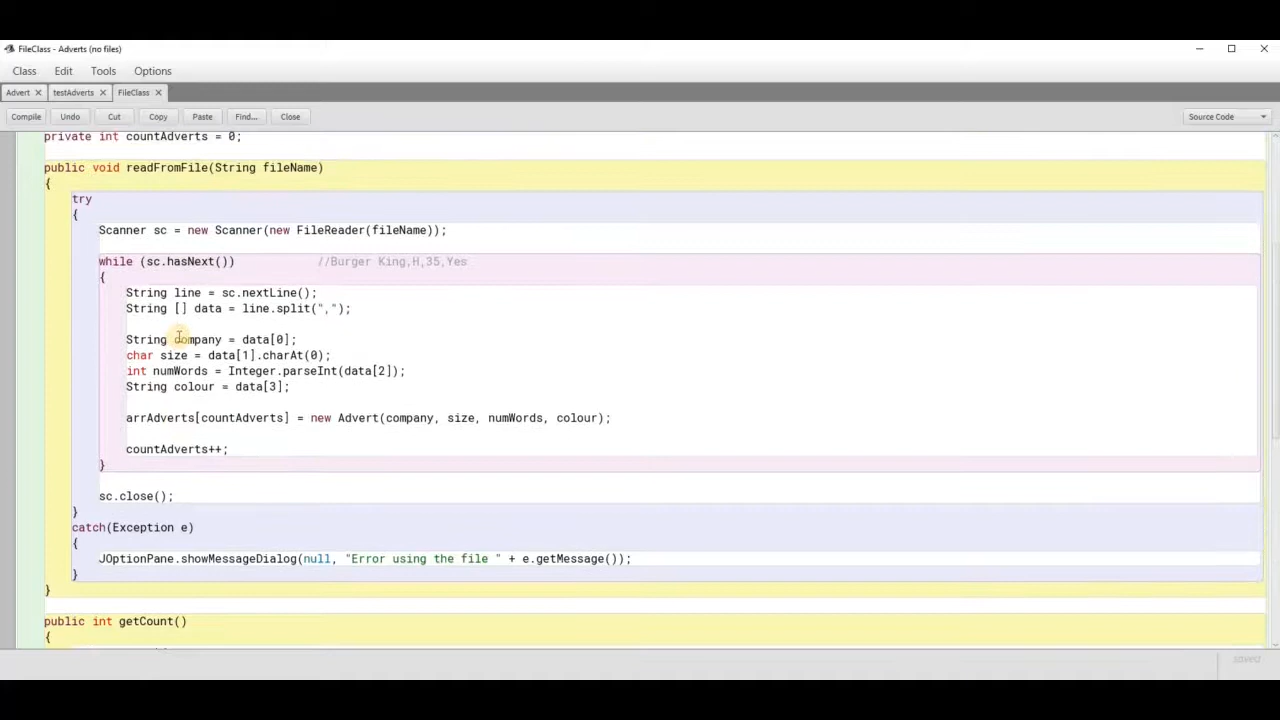 FileClass - Adverts (no files)
Class Edit Tools Options
Advert testAdverts FileClass
Compile Undo Cut Copy Paste Find... Close Source Code
private int countAdverts = 0;
public void readFromFile(String fileName)
{
try
{
Scanner sc = new Scanner(new FileReader(fileName));
while (sc.hasNext()) //Burger King,H,35,Yes
{
String line = sc.nextLine();
String [] data = line.split(",");
String company = data[0];
char size = data[1].charAt(0);
int numWords = Integer.parseInt(data[2]);
String colour = data[3];
arrAdverts[countAdverts] = new Advert(company, size, numWords, colour);
countAdverts++;
}
sc.close();
}
catch(Exception e)
{
JOptionPane.showMessageDialog(null, "Error using the file " + e.getMessage());
}
}
public int getCount()
{
saved